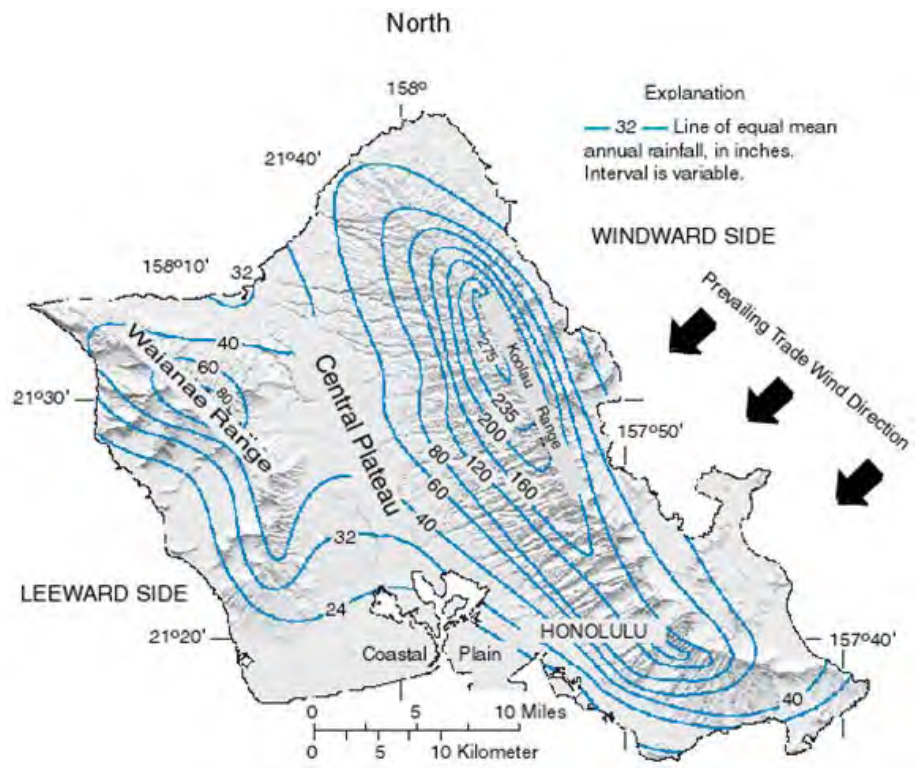 North
158º
Explanation
32 Line of equal mean
annual rainfall, in inches.
Interval is variable.
21º40'
WINDWARD SIDE
158º10'
32
Prevailing Trade Wind Direction
40
Waianae Range
60
80
Central Plateau
275
Koolau
Range
21º30'
235
200
157º50'
80
120
160
60
40
32
LEEWARD SIDE
24
HONOLULU
21º20'
Coastal Plain
157º40'
40
0 5 10 Miles
0 5 10 Kilometer